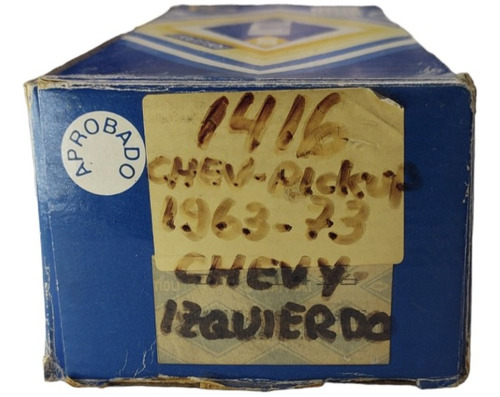 APROBADO
1416
CHEV-PICKUP
1963-73
CHEVY-
IZQUIERDO